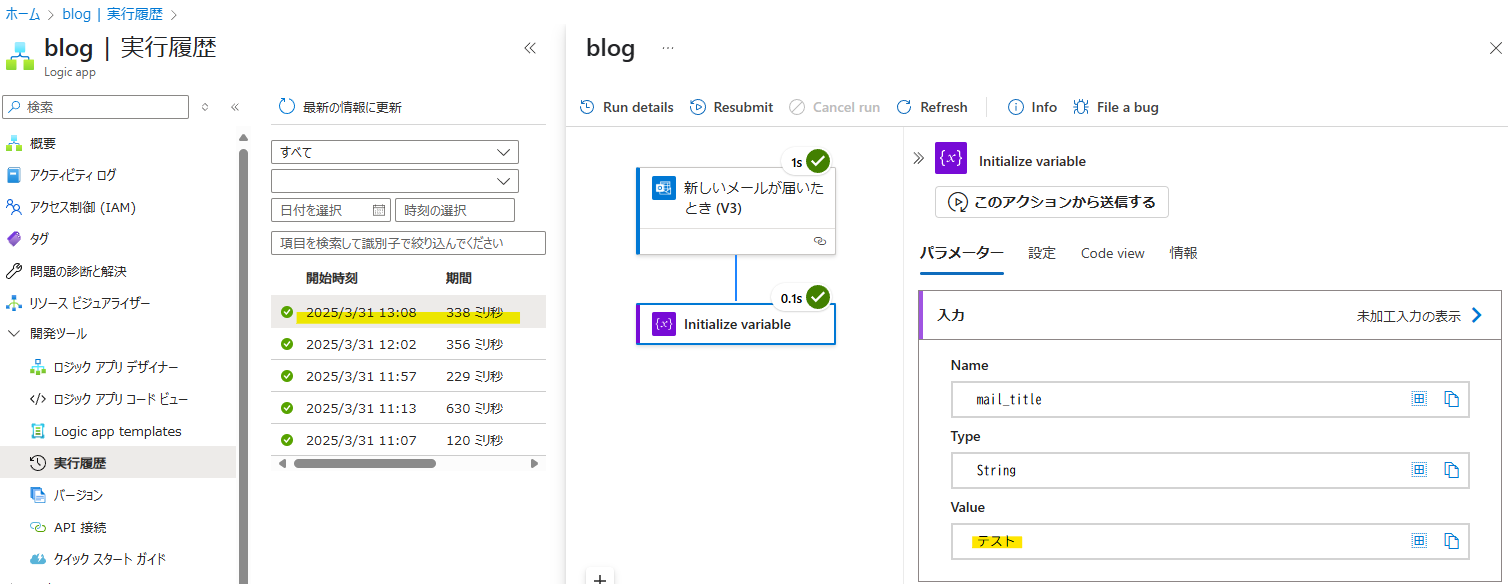 ホーム > blog | 実行履歴 >
blog | 実行履歴
Logic app
検索
概要
アクティビティ ログ
アクセス制御 (IAM)
タグ
問題の診断と解決
リソース ビジュアライザー
開発ツール
ロジック アプリ デザイナー
ロジック アプリ コード ビュー
Logic app templates
実行履歴
バージョン
API 接続
クイック スタート ガイド
最新の情報に更新
すべて
日付を選択 時刻の選択
項目を検索して識別子で絞り込んでください
開始時刻 期間
2025/3/31 13:08 338 ミリ秒
2025/3/31 12:02 356 ミリ秒
2025/3/31 11:57 229 ミリ秒
2025/3/31 11:13 630 ミリ秒
2025/3/31 11:07 120 ミリ秒
blog ...
Run details Resubmit Cancel run Refresh Info File a bug
1s
新しいメールが届いた
とき (V3)
0.1s
{x} Initialize variable
{x} Initialize variable
このアクションから送信する
パラメーター 設定 Code view 情報
入力 未加工入力の表示
Name
mail_title
Type
String
Value
テスト